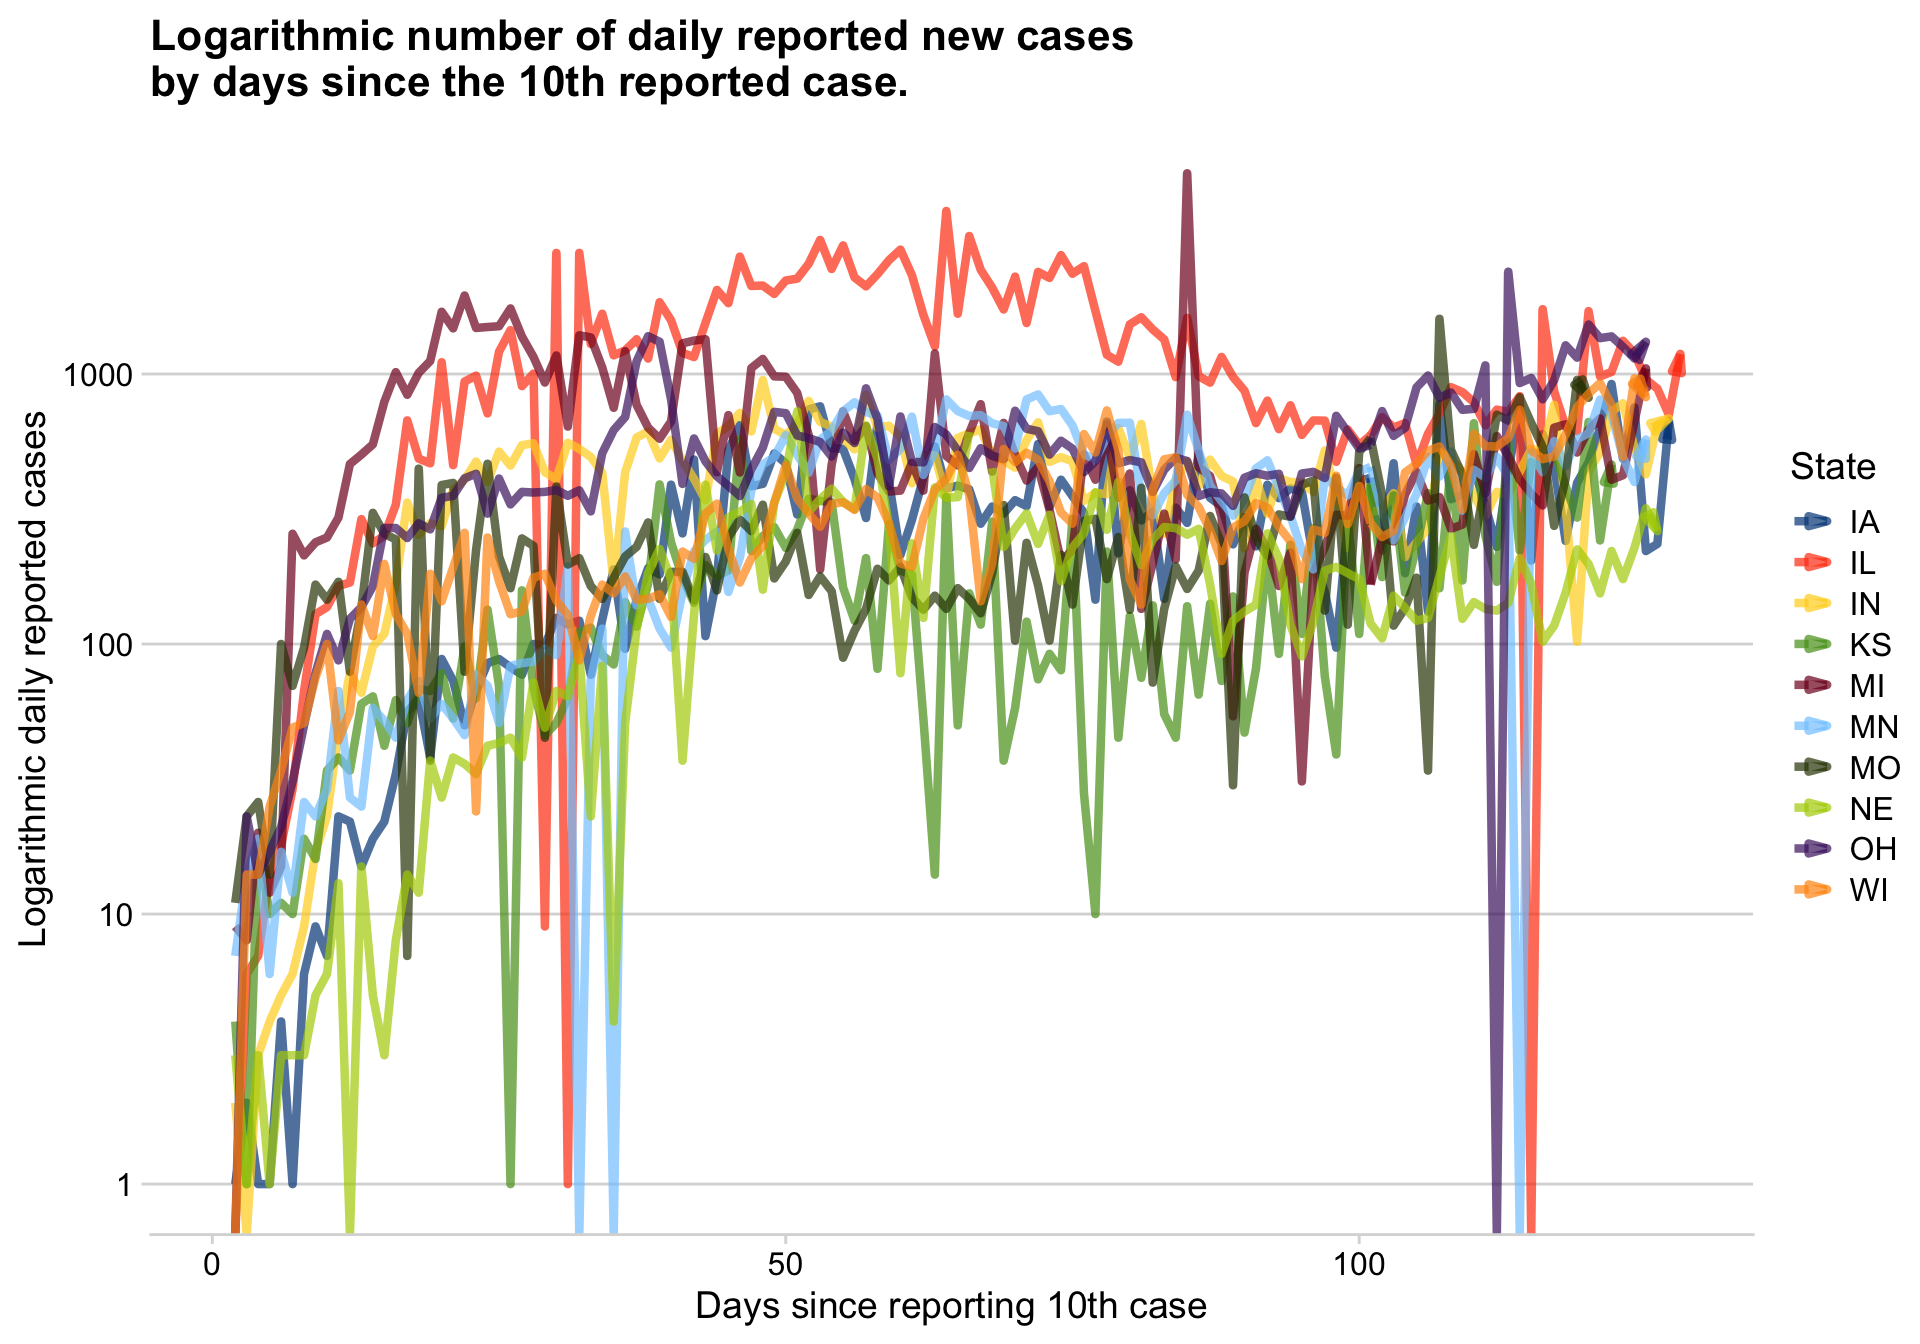 Logarithmic number of daily reported new cases
by days since the 10th reported case.
Logarithmic daily reported cases
1000
100
10
1
0
50
100
Days since reporting 10th case
State
IA
IL
IN
KS
MI
MN
MO
NE
OH
WI